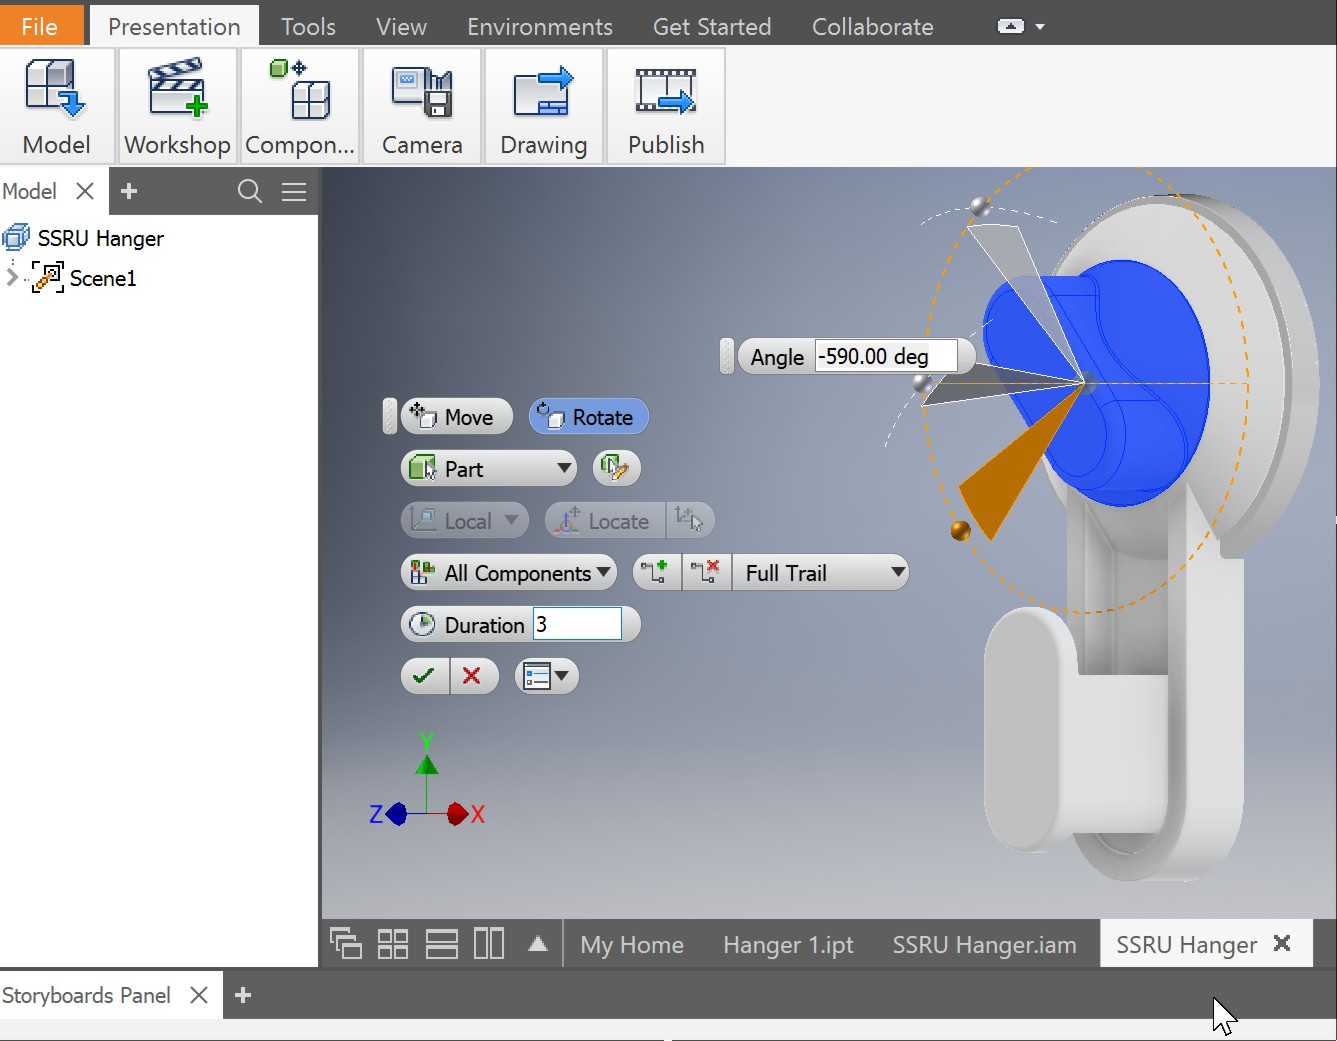 File Presentation Tools View Environments Get Started Collaborate
Model Workshop Compon... Camera Drawing Publish
Model
SSRU Hanger
Scene1
Angle -590.00 deg
Move Rotate
Part
Local Locate
All Components Full Trail
Duration 3
Y
Z X
My Home Hanger 1.ipt SSRU Hanger.iam SSRU Hanger
Storyboards Panel